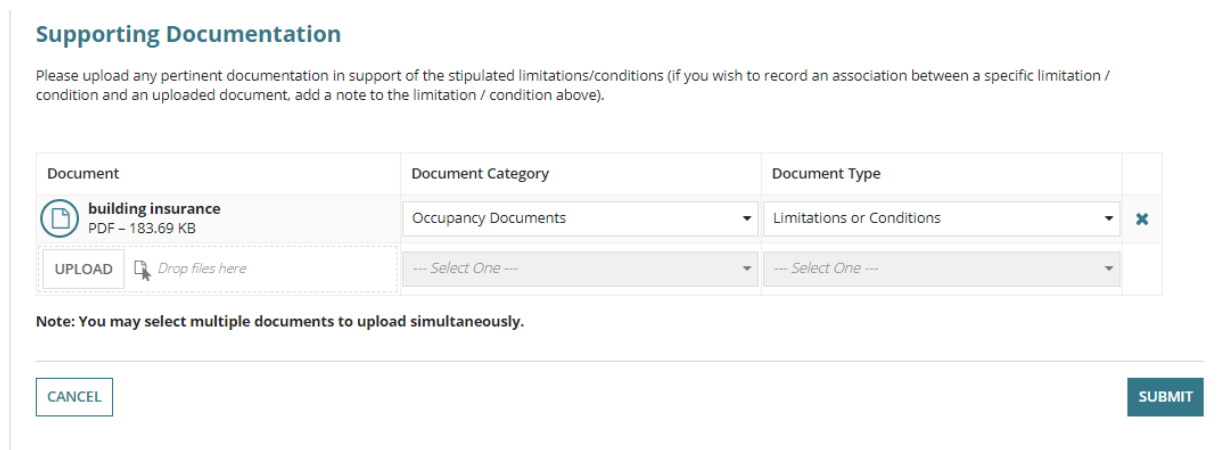 Supporting Documentation
Please upload any pertinent documentation in support of the stipulated limitations/conditions (if you wish to record an association between a specific limitation /
condition and an uploaded document, add a note to the limitation / condition above).
Document Document Category Document Type
building insurance
PDF – 183.69 KB
Occupancy Documents Limitations or Conditions
UPLOAD Drop files here --- Select One --- --- Select One ---
Note: You may select multiple documents to upload simultaneously.
CANCEL SUBMIT